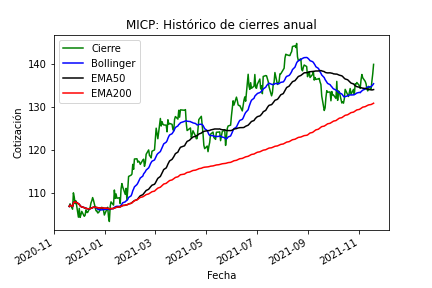 MICP: Histórico de cierres anual
Cierre
Bollinger
EMA50
EMA200
Cotización
140
130
120
110
2020-11
2021-01
2021-03
2021-05
2021-07
2021-09
2021-11
Fecha